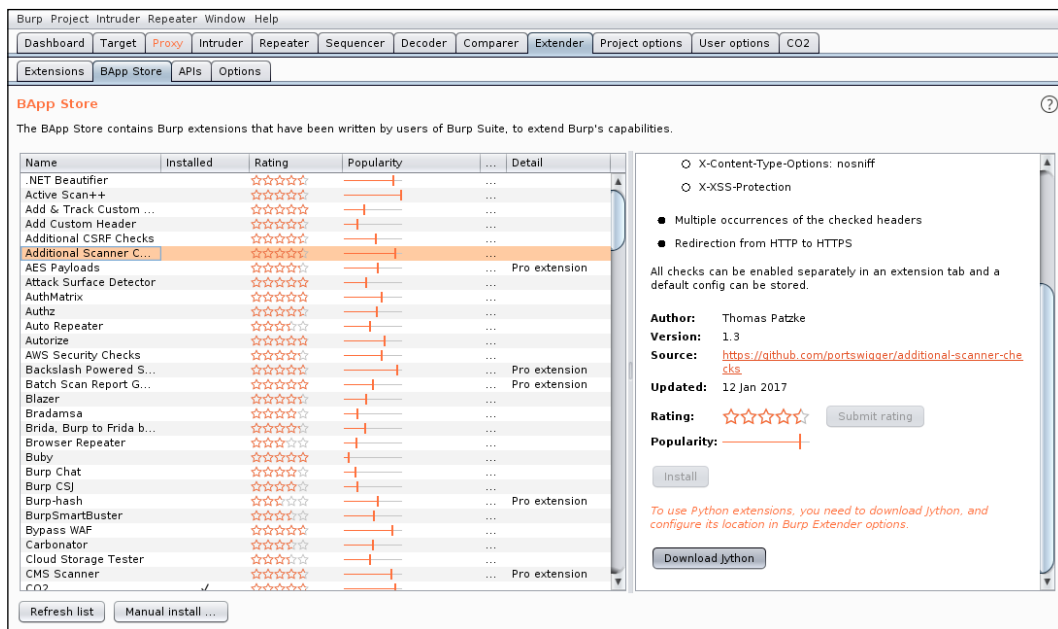 Burp Project Intruder Repeater Window Help
Dashboard Target Proxy Intruder Repeater Sequencer Decoder Comparer Extender Project options User options CO2
Extensions BApp Store APIs Options
BApp Store
?
The BApp Store contains Burp extensions that have been written by users of Burp Suite, to extend Burp's capabilities.
Name Installed Rating Popularity ... Detail
.NET Beautifier ...
Active Scan++ ...
Add & Track Custom ... ...
Add Custom Header ...
Additional CSRF Checks ...
Additional Scanner C... ...
AES Payloads ... Pro extension
Attack Surface Detector ...
AuthMatrix ...
Authz ...
Auto Repeater ...
Autorize ...
AWS Security Checks ...
Backslash Powered S... ... Pro extension
Batch Scan Report G... ... Pro extension
Blazer ...
Bradamsa ...
Brida, Burp to Frida b... ...
Browser Repeater ...
Buby ...
Burp Chat ...
Burp CSJ ...
Burp-hash ... Pro extension
BurpSmartBuster ...
Bypass WAF ...
Carbonator ...
Cloud Storage Tester ...
CMS Scanner ... Pro extension
CO2 ✓ ...
Refresh list Manual install ...
X-Content-Type-Options: nosniff
X-XSS-Protection
Multiple occurrences of the checked headers
Redirection from HTTP to HTTPS
All checks can be enabled separately in an extension tab and a
default config can be stored.
Author: Thomas Patzke
Version: 1.3
Source: https://github.com/portswigger/additional-scanner-che
cks
Updated: 12 Jan 2017
Rating: Submit rating
Popularity:
Install
To use Python extensions, you need to download Jython, and
configure its location in Burp Extender options.
Download Jython